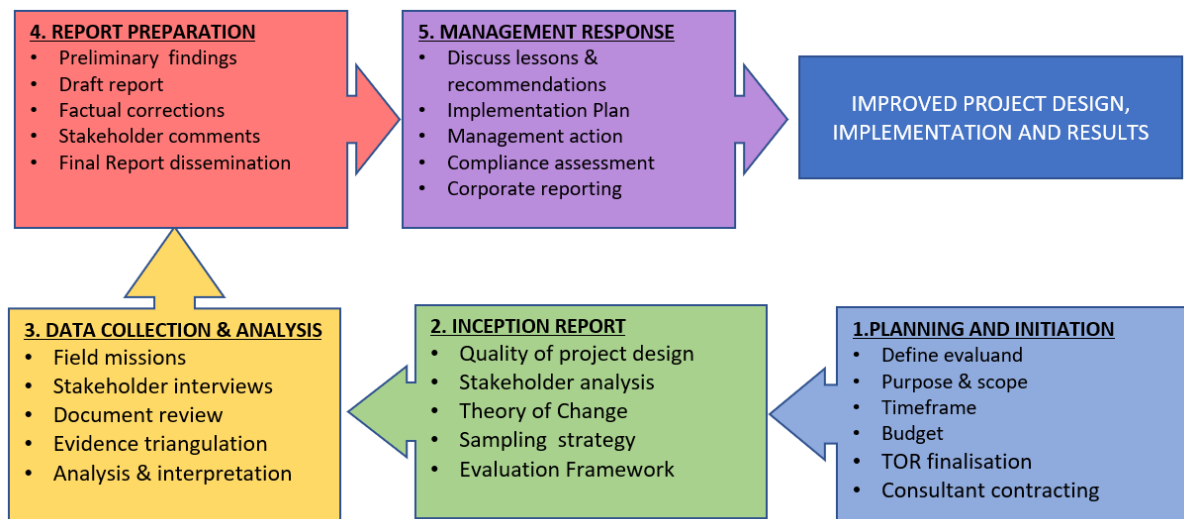 4. REPORT PREPARATION
• Preliminary findings
• Draft report
• Factual corrections
• Stakeholder comments
• Final Report dissemination
5. MANAGEMENT RESPONSE
• Discuss lessons &
recommendations
• Implementation Plan
• Management action
• Compliance assessment
• Corporate reporting
IMPROVED PROJECT DESIGN,
IMPLEMENTATION AND RESULTS
3. DATA COLLECTION & ANALYSIS
• Field missions
• Stakeholder interviews
• Document review
• Evidence triangulation
• Analysis & interpretation
2. INCEPTION REPORT
• Quality of project design
• Stakeholder analysis
• Theory of Change
• Sampling strategy
• Evaluation Framework
1.PLANNING AND INITIATION
• Define evaluand
• Purpose & scope
• Timeframe
• Budget
• TOR finalisation
• Consultant contracting